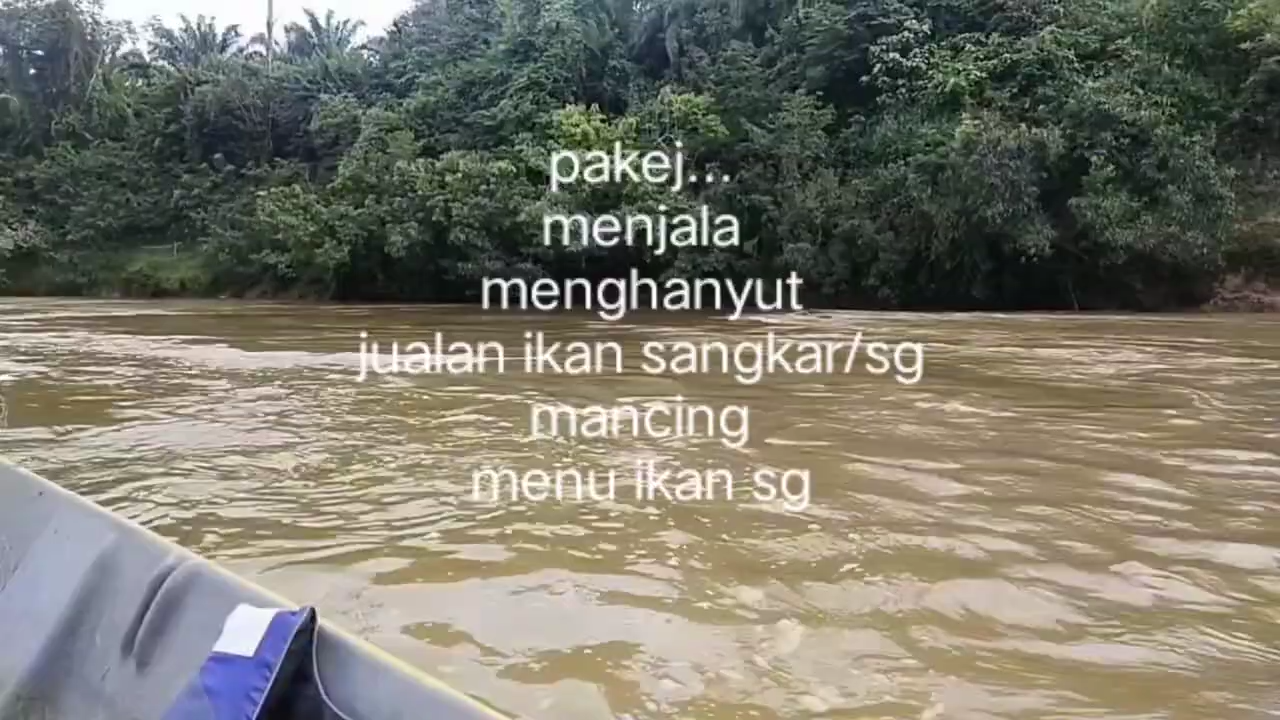 pakej...
menjala
menghanyut
jualan ikan sangkar/sg
mancing
menu ikan sg